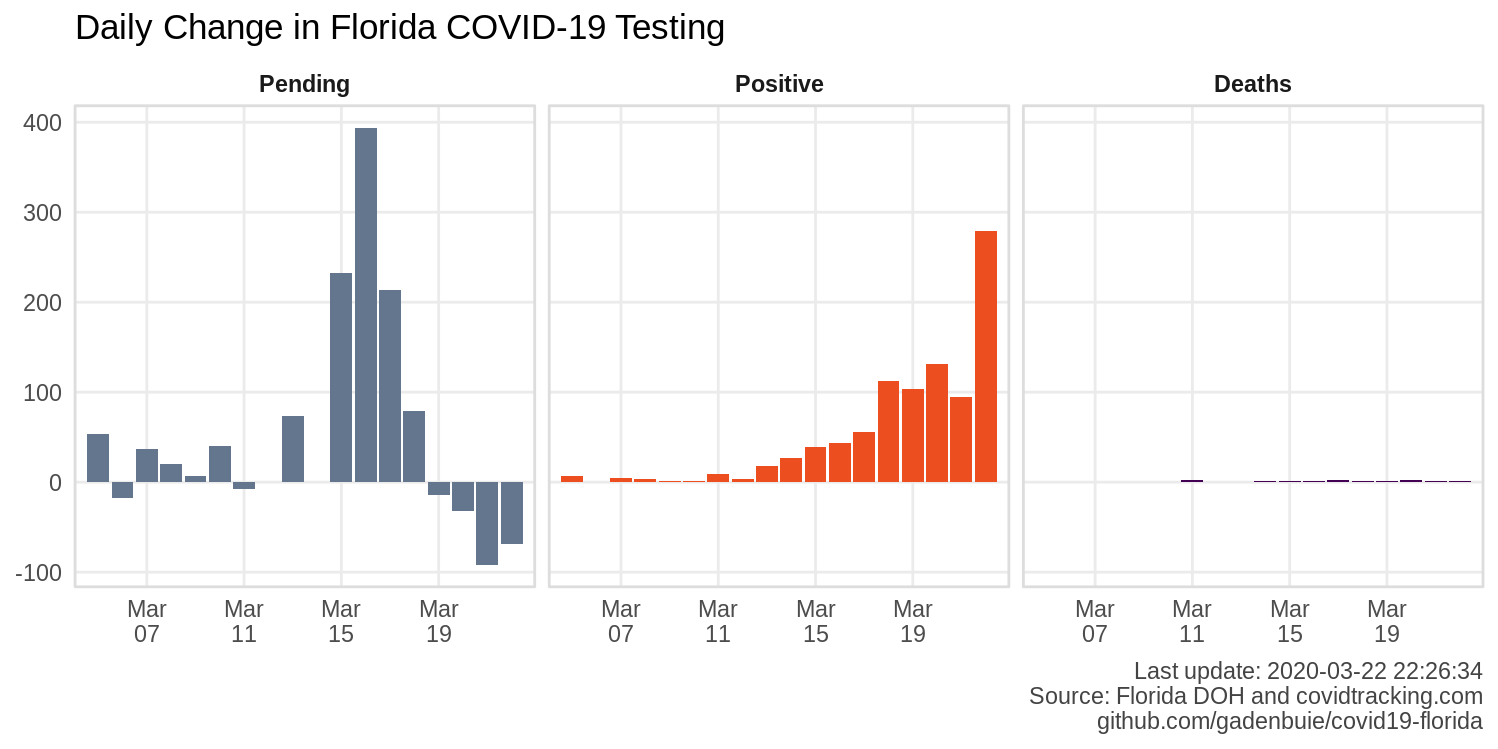 Daily Change in Florida COVID-19 Testing
Pending
Positive
Deaths
400
300
200
100
0
-100
Mar
07
Mar
11
Mar
15
Mar
19
Mar
07
Mar
11
Mar
15
Mar
19
Mar
07
Mar
11
Mar
15
Mar
19
Last update: 2020-03-22 22:26:34
Source: Florida DOH and covidtracking.com
github.com/gadenbuie/covid19-florida